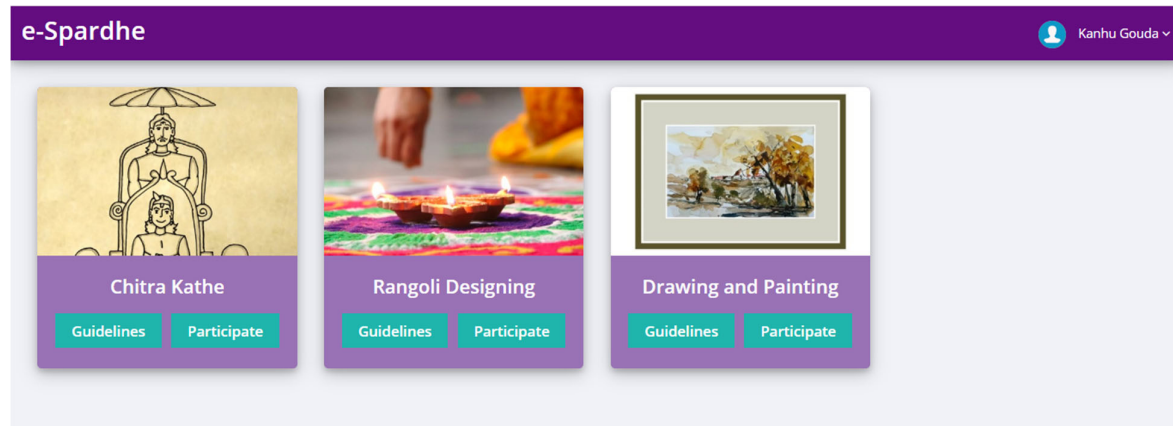 e-Spardhe
Kanhu Gouda
Chitra Kathe
Guidelines Participate
Rangoli Designing
Guidelines Participate
Drawing and Painting
Guidelines Participate